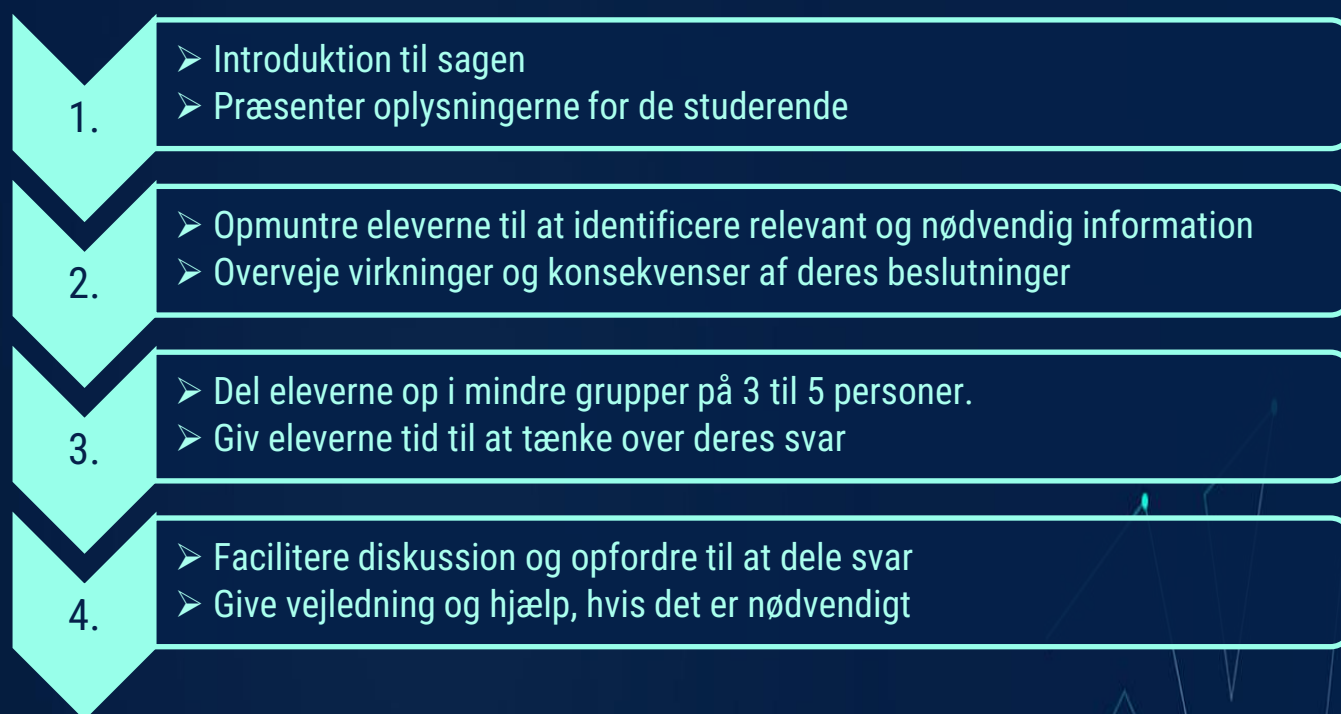 1.
➢ Introduktion til sagen
➢ Præsenter oplysningerne for de studerende
2.
➢ Opmuntre eleverne til at identificere relevant og nødvendig information
➢ Overveje virkninger og konsekvenser af deres beslutninger
3.
➢ Del eleverne op i mindre grupper på 3 til 5 personer.
➢ Giv eleverne tid til at tænke over deres svar
4.
➢ Facilitere diskussion og opfordre til at dele svar
➢ Give vejledning og hjælp, hvis det er nødvendigt